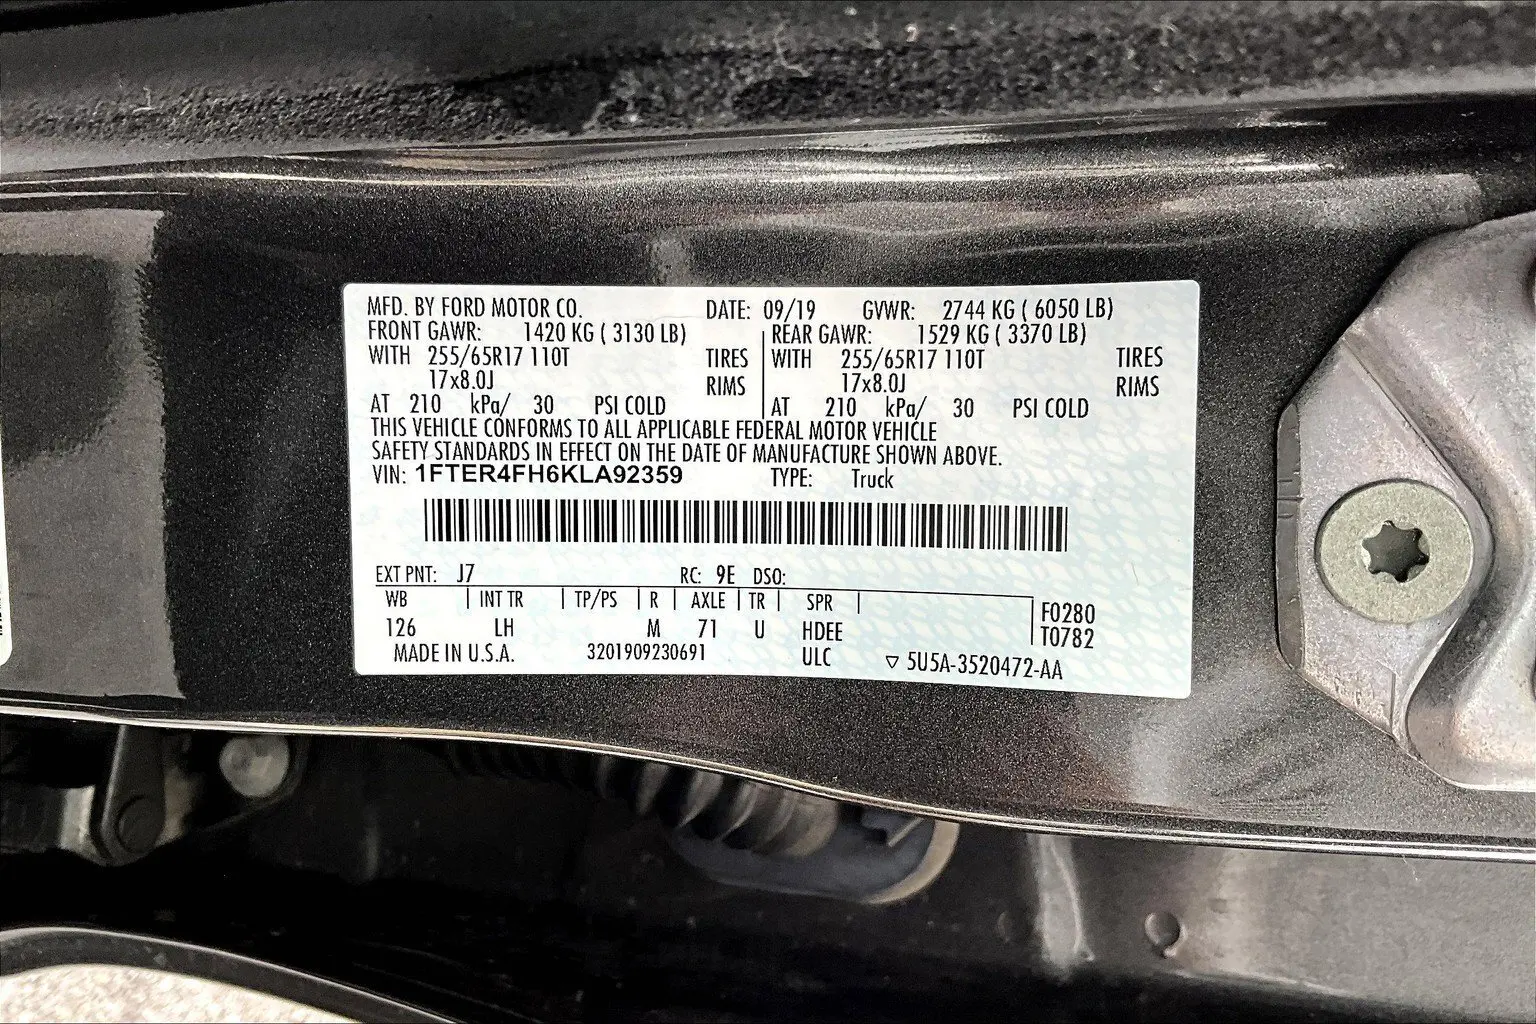 MFD. BY FORD MOTOR CO. DATE: 09/19 GVWR: 2744 KG ( 6050 LB)
FRONT GAWR: 1420 KG ( 3130 LB) REAR GAWR: 1529 KG ( 3370 LB)
WITH 255/65R17 110T TIRES WITH 255/65R17 110T TIRES
17x8.0J RIMS 17x8.0J RIMS
AT 210 kPa/ 30 PSI COLD AT 210 kPa/ 30 PSI COLD
THIS VEHICLE CONFORMS TO ALL APPLICABLE FEDERAL MOTOR VEHICLE
SAFETY STANDARDS IN EFFECT ON THE DATE OF MANUFACTURE SHOWN ABOVE.
VIN: 1FTER4FH6KLA92359 TYPE: Truck
EXT PNT: J7 RC: 9E DSO:
WB INT TR TP/PS R AXLE TR SPR F0280
126 LH M 71 U HDEE T0782
MADE IN U.S.A. 3201909230691 ULC ▽ 5U5A-3520472-AA